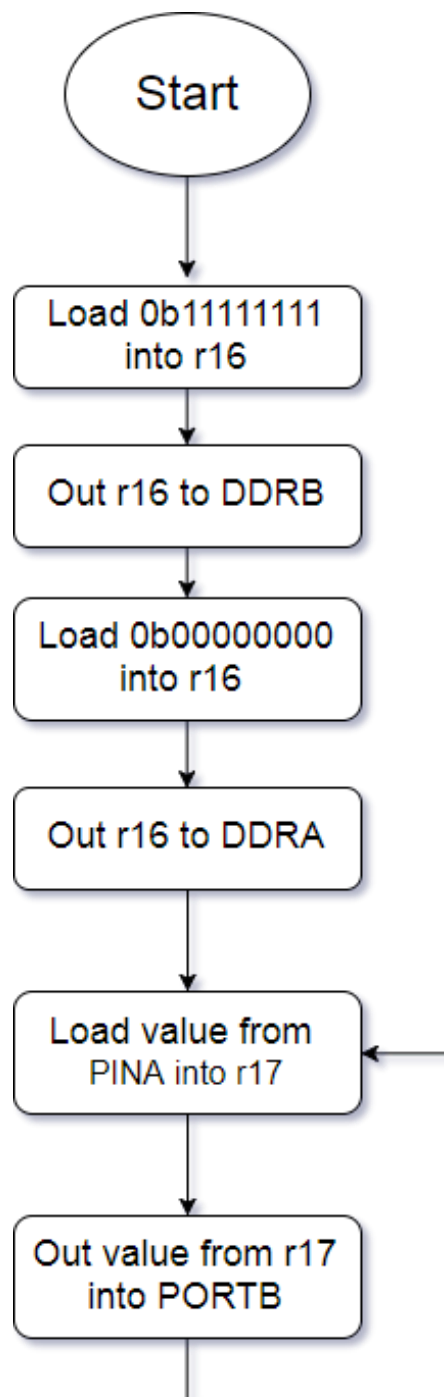 Start
Load 0b11111111
into r16
Out r16 to DDRB
Load 0b00000000
into r16
Out r16 to DDRA
Load value from
PINA into r17
Out value from r17
into PORTB